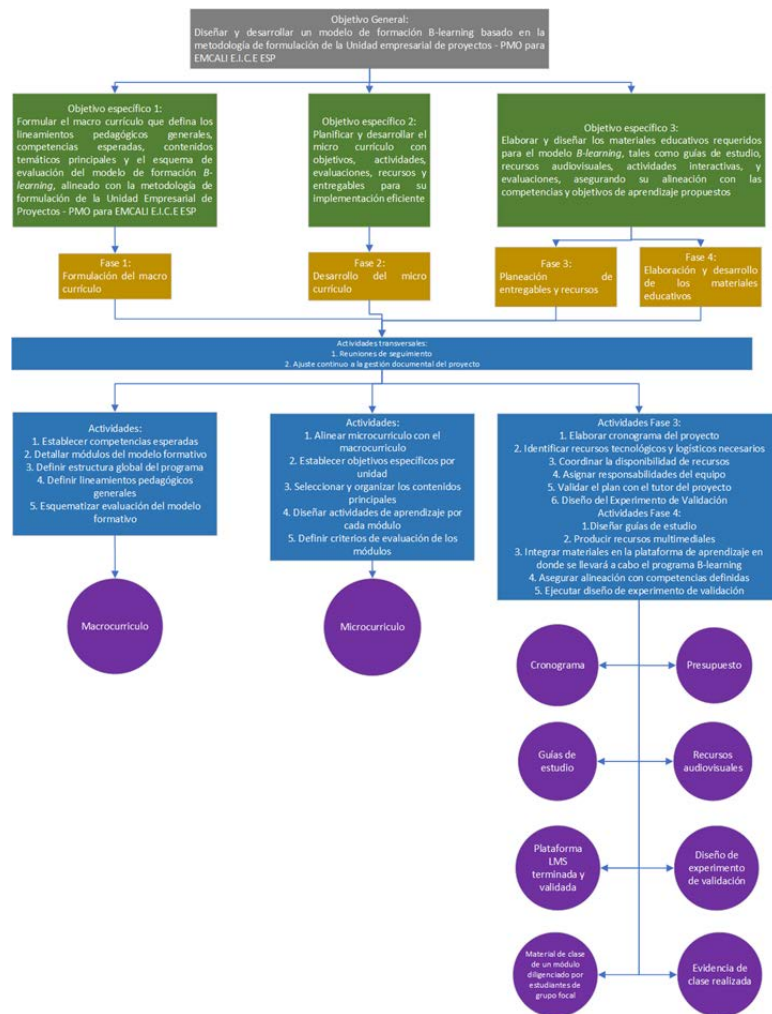 Objetivo General:
Diseñar y desarrollar un modelo de formación B-learning basado en la
metodología de formulación de la Unidad empresarial de proyectos - PMO para
EMCALI E.I.C.E ESP
Objetivo específico 1:
Formular el macro currículo que defina los
lineamientos pedagógicos generales,
competencias esperadas, contenidos
temáticos principales y el esquema de
evaluación del modelo de formación B-
learning, alineado con la metodología de
formulación de la Unidad Empresarial de
Proyectos - PMO para EMCALI E.I.C.E ESP
Objetivo específico 2:
Planificar y desarrollar el
micro currículo con
objetivos, actividades,
evaluaciones, recursos y
entregables para su
implementación eficiente
Objetivo específico 3:
Elaborar y diseñar los materiales educativos requeridos
para el modelo B-learning, tales como guías de estudio,
recursos audiovisuales, actividades interactivas, y
evaluaciones, asegurando su alineación con las
competencias y objetivos de aprendizaje propuestos
Fase 1:
Formulación del macro
currículo
Fase 2:
Desarrollo del micro
currículo
Fase 3:
Planeación de
entregables y recursos
Fase 4:
Elaboración y desarrollo
de los materiales
educativos
Actividades transversales:
1. Reuniones de seguimiento
2. Ajuste continuo a la gestión documental del proyecto
Actividades:
1. Establecer competencias esperadas
2. Detallar módulos del modelo formativo
3. Definir estructura global del programa
4. Definir lineamientos pedagógicos
generales
5. Esquematizar evaluación del modelo
formativo
Actividades:
1. Alinear microcurriculo con el
macrocurriculo
2. Establecer objetivos específicos por
unidad
3. Seleccionar y organizar los contenidos
principales
4. Diseñar actividades de aprendizaje por
cada módulo
5. Definir criterios de evaluación de los
módulos
Actividades Fase 3:
1. Elaborar cronograma del proyecto
2. Identificar recursos tecnológicos y logísticos necesarios
3. Coordinar la disponibilidad de recursos
4. Asignar responsabilidades del equipo
5. Validar el plan con el tutor del proyecto
6. Diseño del Experimento de Validación
Actividades Fase 4:
1.Diseñar guías de estudio
2. Producir recursos multimediales
3. Integrar materiales en la plataforma de aprendizaje en
donde se llevará a cabo el programa B-learning
4. Asegurar alineación con competencias definidas
5. Ejecutar diseño de experimento de validación
Macrocurriculo
Microcurriculo
Cronograma
Presupuesto
Guías de
estudio
Recursos
audiovisuales
Plataforma
LMS
terminada y
validada
Diseño de
experimento
de validación
Material de clase
de un módulo
diligenciado por
estudiantes de
grupo focal
Evidencia de
clase realizada